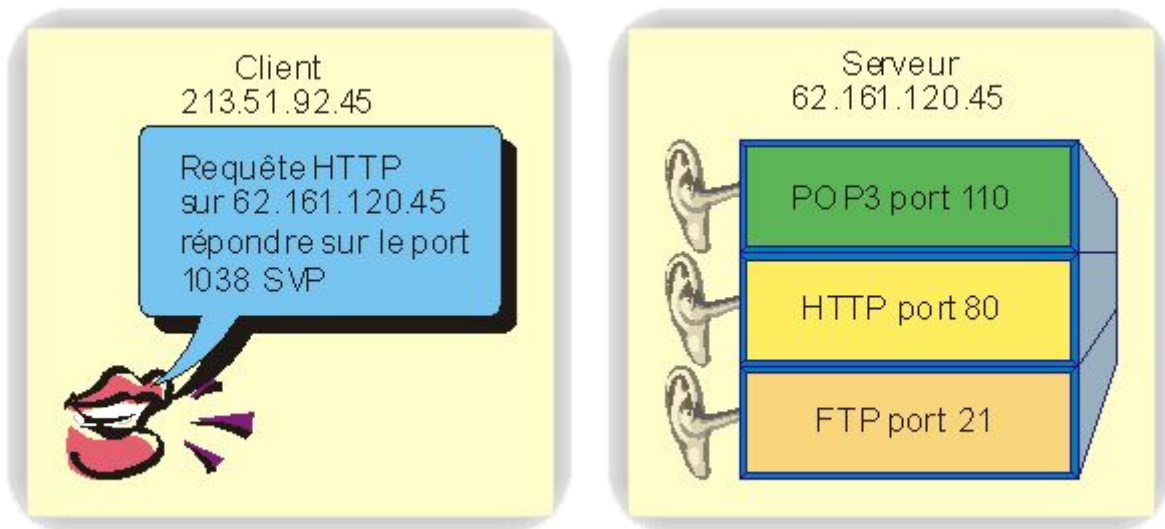 Client
213.51.92.45
Requête HTTP
sur 62.161.120.45
répondre sur le port
1038 SVP
Serveur
62.161.120.45
POP3 port 110
HTTP port 80
FTP port 21